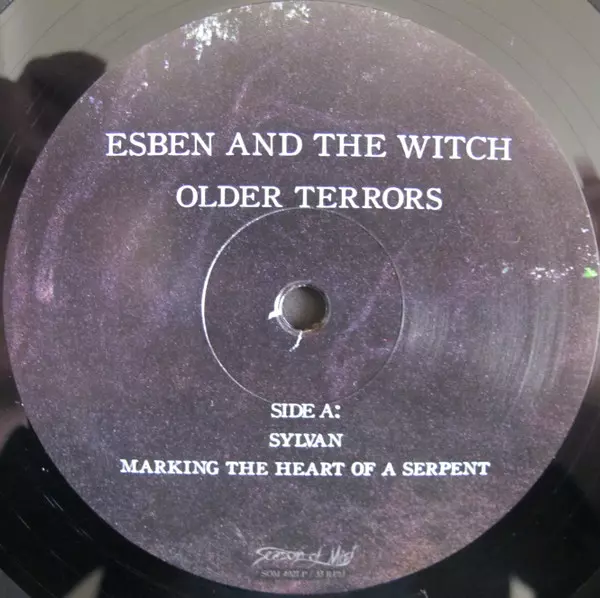 ESBEN AND THE WITCH
OLDER TERRORS
SIDE A:
SYLVAN
MARKING THE HEART OF A SERPENT
Season of Mist